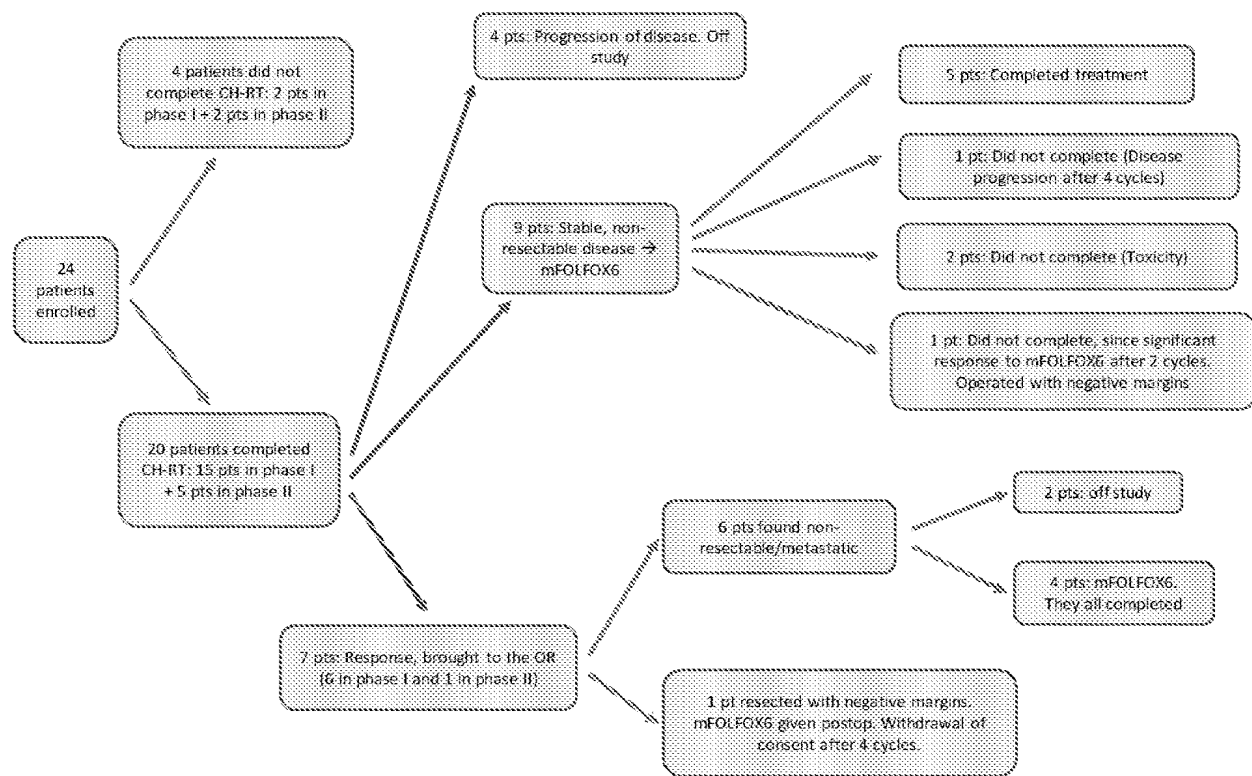 4 patients did not
complete CH-RT: 2 pts in
phase I + 2 pts in phase II
24
patients
enrolled
20 patients completed
CH-RT: 15 pts in phase I
+ 5 pts in phase II
4 pts: Progression of disease. Off
study
9 pts: Stable, non-
resectable disease →
mFOLFOX6
7 pts: Response, brought to the OR
(6 in phase I and 1 in phase II)
5 pts: Completed treatment
1 pt: Did not complete (Disease
progression after 4 cycles)
2 pts: Did not complete (Toxicity)
1 pt: Did not complete, since significant
response to mFOLFOX6 after 2 cycles.
Operated with negative margins
6 pts found non-
resectable/metastatic
2 pts: off study
4 pts: mFOLFOX6.
They all completed
1 pt resected with negative margins.
mFOLFOX6 given postop. Withdrawal of
consent after 4 cycles.